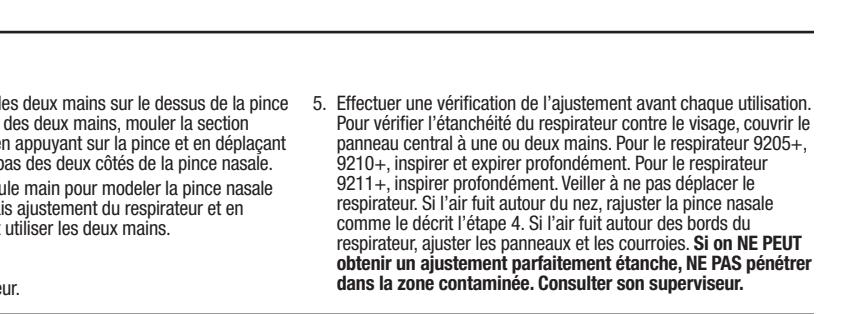 les deux mains sur le dessus de la pince
des deux mains, mouler la section
en appuyant sur la pince et en déplaçant
pas des deux côtés de la pince nasale.
main pour modeler la pince nasale
ajustement du respirateur et en
utiliser les deux mains.
5. Effectuer une vérification de l’ajustement avant chaque utilisation.
Pour vérifier l’étanchéité du respirateur contre le visage, couvrir le
panneau central à une ou deux mains. Pour le respirateur 9205+,
9210+, inspirer et expirer profondément. Pour le respirateur
9211+, inspirer profondément. Veiller à ne pas déplacer le
respirateur. Si l’air fuit autour du nez, rajuster la pince nasale
comme le décrit l’étape 4. Si l’air fuit autour des bords du
respirateur, ajuster les panneaux et les courroies. Si on NE PEUT
obtenir un ajustement parfaitement étanche, NE PAS pénétrer
dans la zone contaminée. Consulter son superviseur.